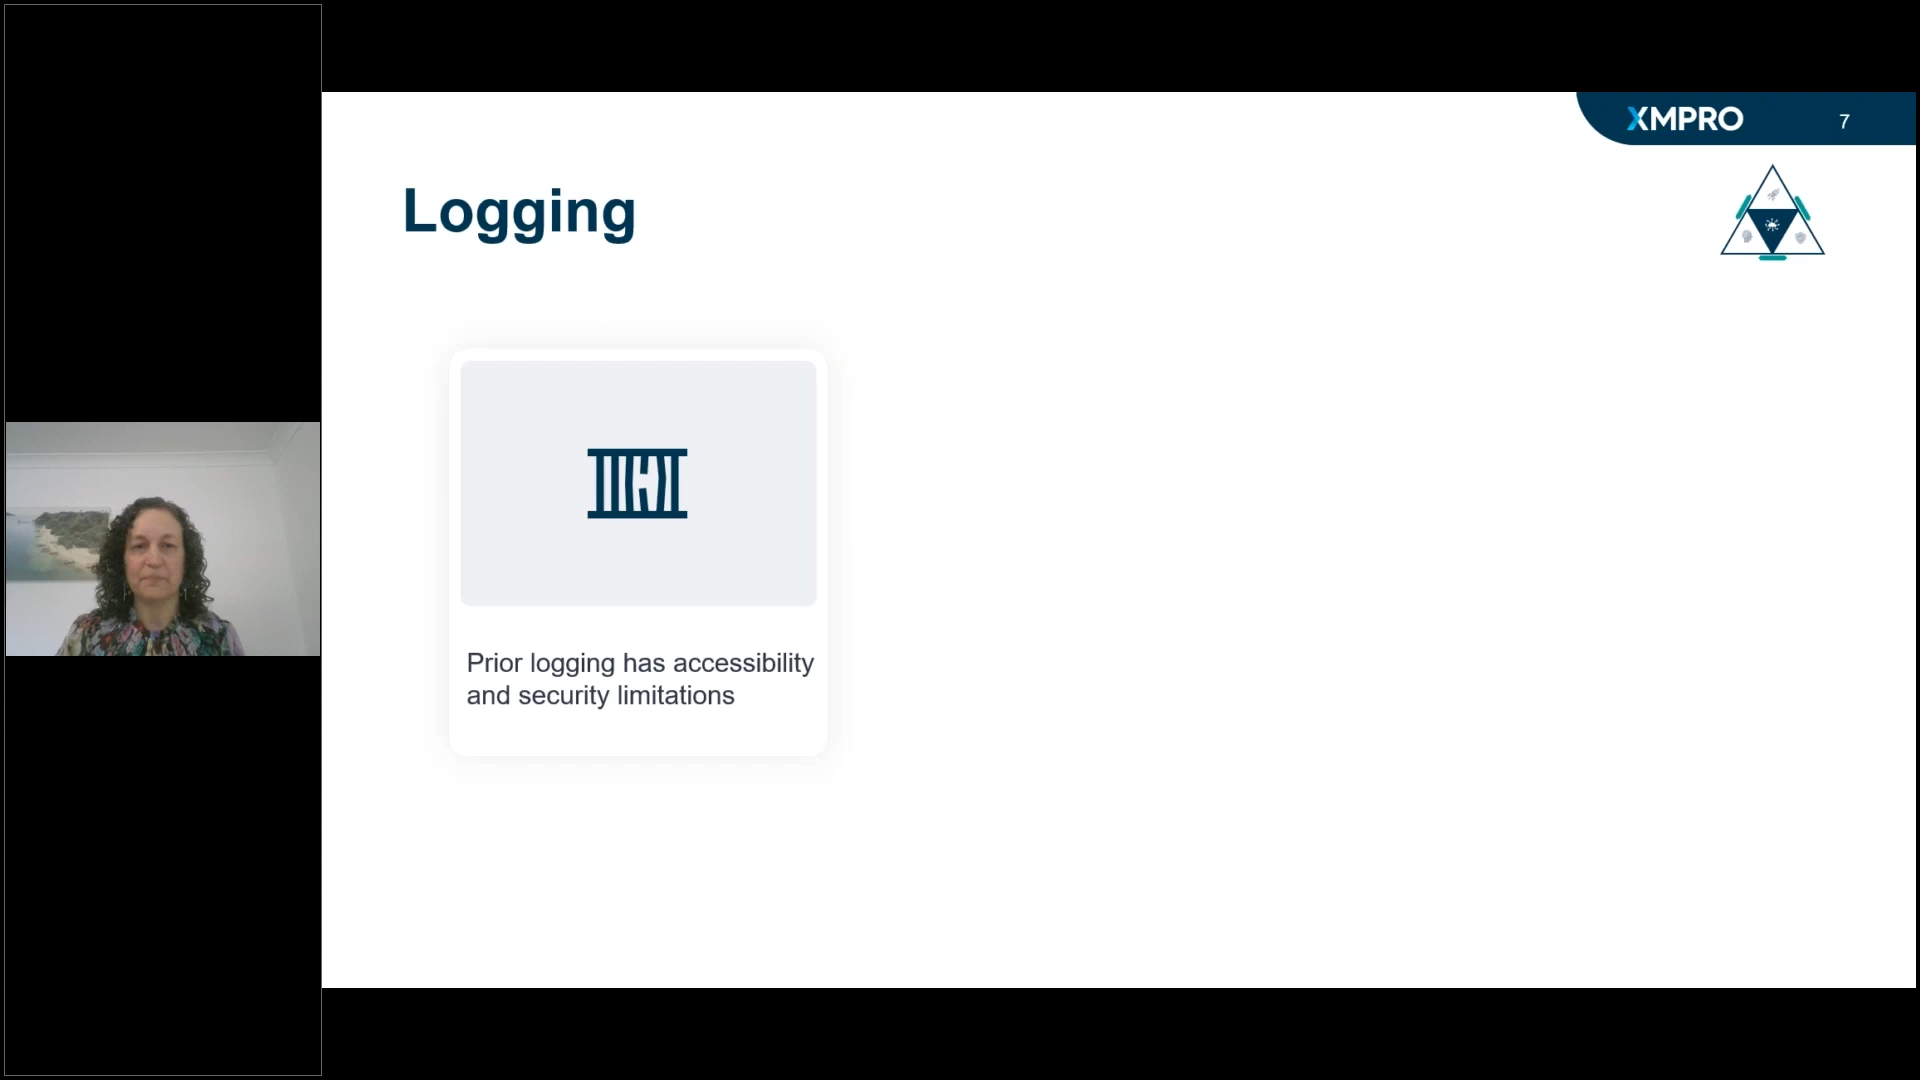 XMPRO
7
Logging
Prior logging has accessibility
and security limitations